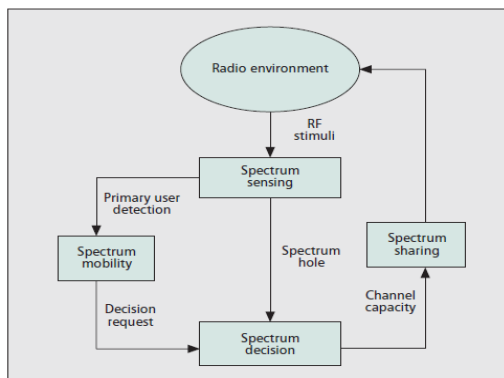 Radio environment
RF
stimuli
Spectrum
sensing
Primary user
detection
Spectrum
mobility
Spectrum
hole
Spectrum
sharing
Decision
request
Channel
capacity
Spectrum
decision